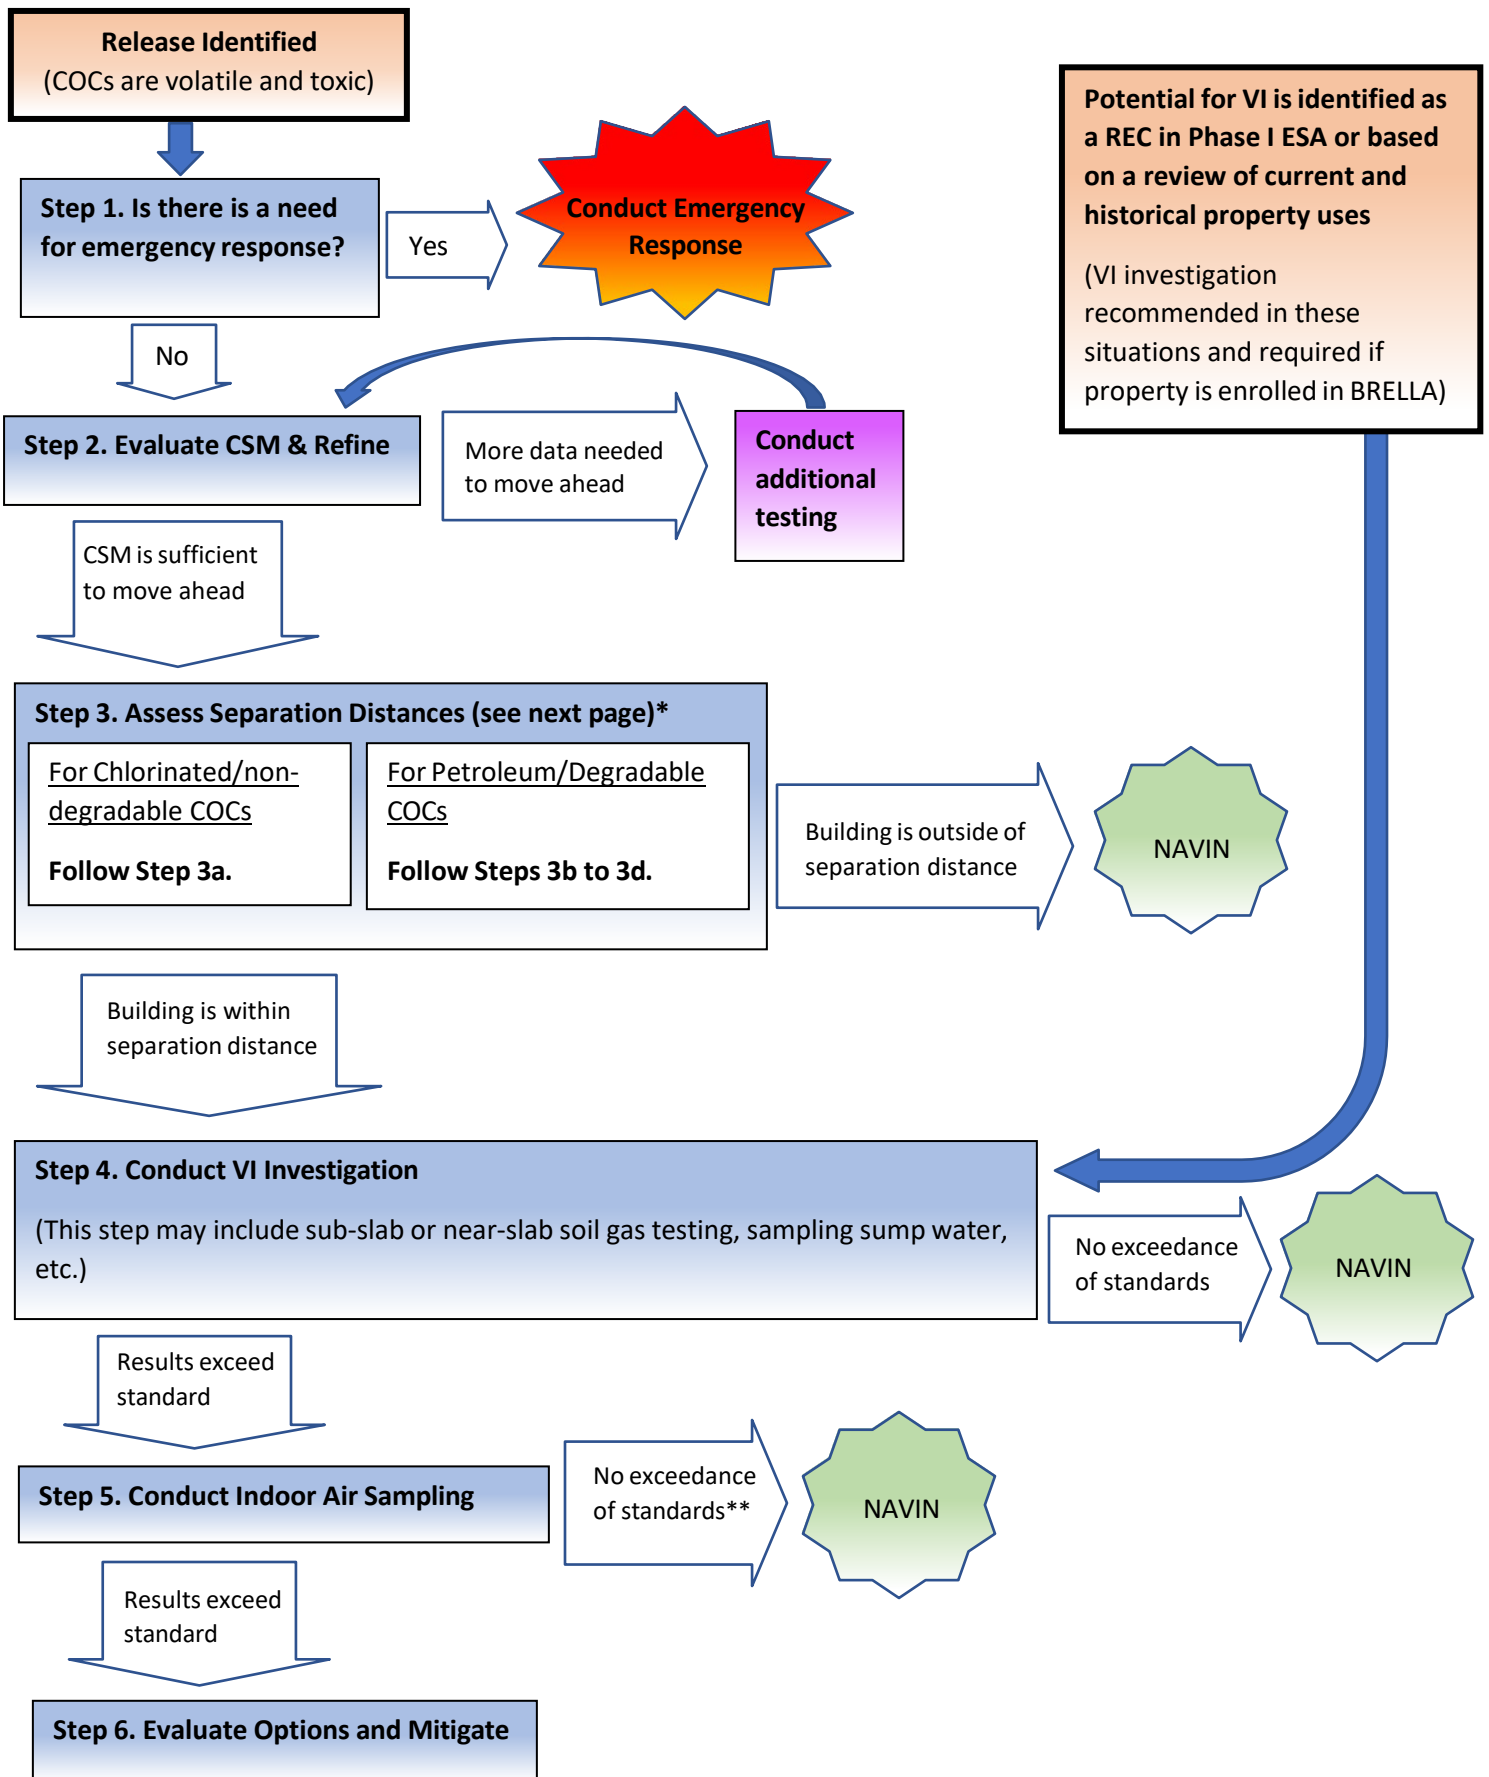 Release Identified
(COCs are volatile and toxic)
Potential for VI is identified as
a REC in Phase I ESA or based
on a review of current and
historical property uses
(VI investigation
recommended in these
situations and required if
property is enrolled in BRELLA)
Step 1. Is there is a need
for emergency response?
Yes
Conduct Emergency
Response
No
Step 2. Evaluate CSM & Refine
More data needed
to move ahead
Conduct
additional
testing
CSM is sufficient
to move ahead
Step 3. Assess Separation Distances (see next page)*
For Chlorinated/non-
degradable COCs
Follow Step 3a.
For Petroleum/Degradable
COCs
Follow Steps 3b to 3d.
Building is outside of
separation distance
NAVIN
Building is within
separation distance
Step 4. Conduct VI Investigation
(This step may include sub-slab or near-slab soil gas testing, sampling sump water,
etc.)
No exceedance
of standards
NAVIN
Results exceed
standard
Step 5. Conduct Indoor Air Sampling
No exceedance
of standards**
NAVIN
Results exceed
standard
Step 6. Evaluate Options and Mitigate